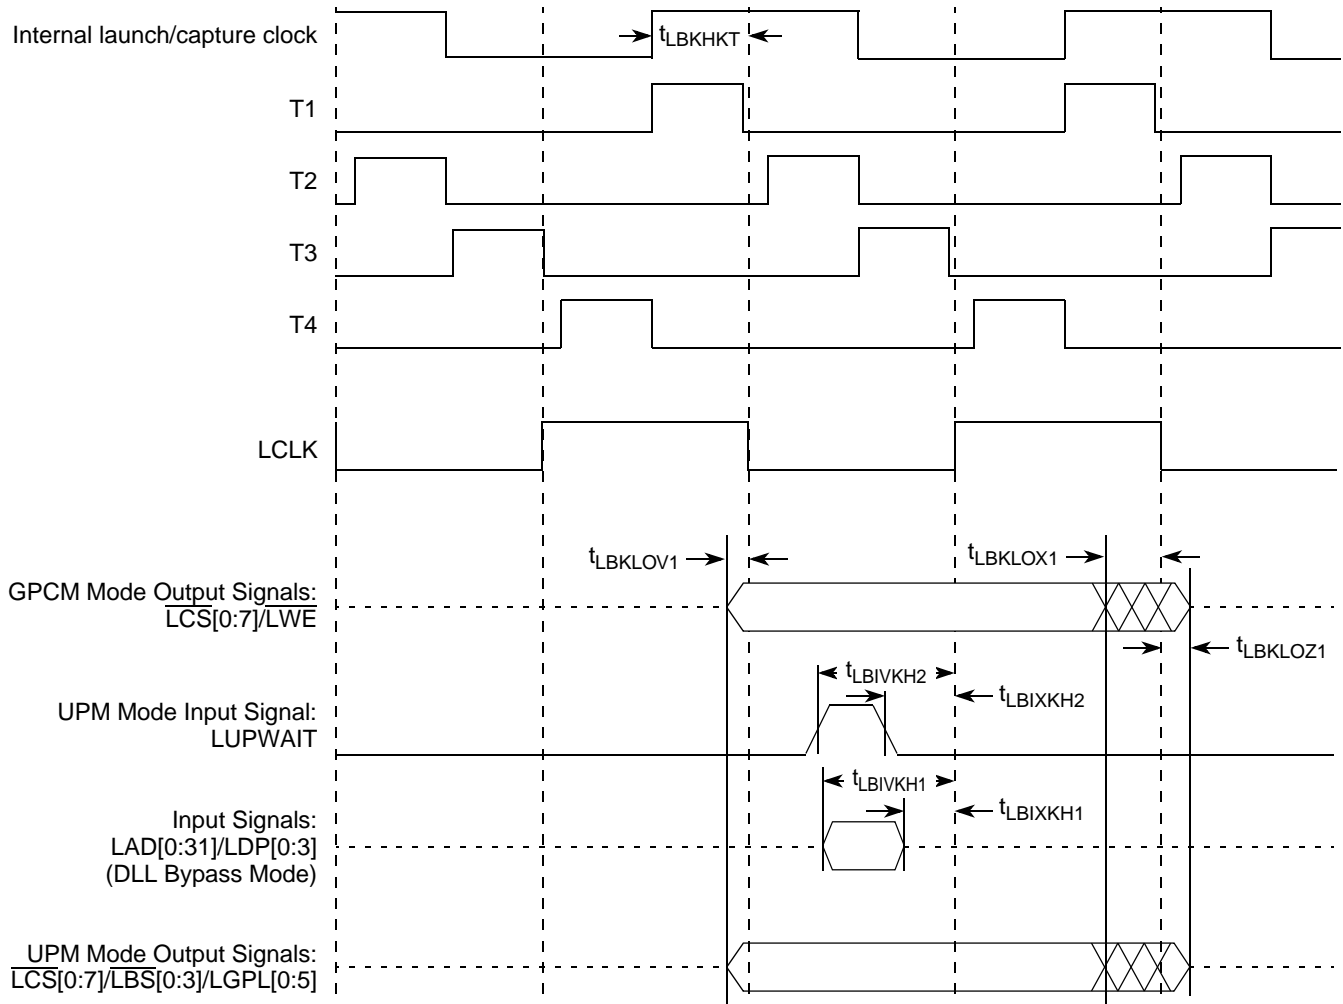 Internal launch/capture clock
tLBKHKT
T1
T2
T3
T4
LCLK
tLBKLOV1
tLBKLOX1
GPCM Mode Output Signals:
LCS[0:7]/LWE
tLBKLOZ1
tLBIVKH2
tLBIXKH2
UPM Mode Input Signal:
LUPWAIT
tLBIVKH1
tLBIXKH1
Input Signals:
LAD[0:31]/LDP[0:3]
(DLL Bypass Mode)
UPM Mode Output Signals:
LCS[0:7]/LBS[0:3]/LGPL[0:5]